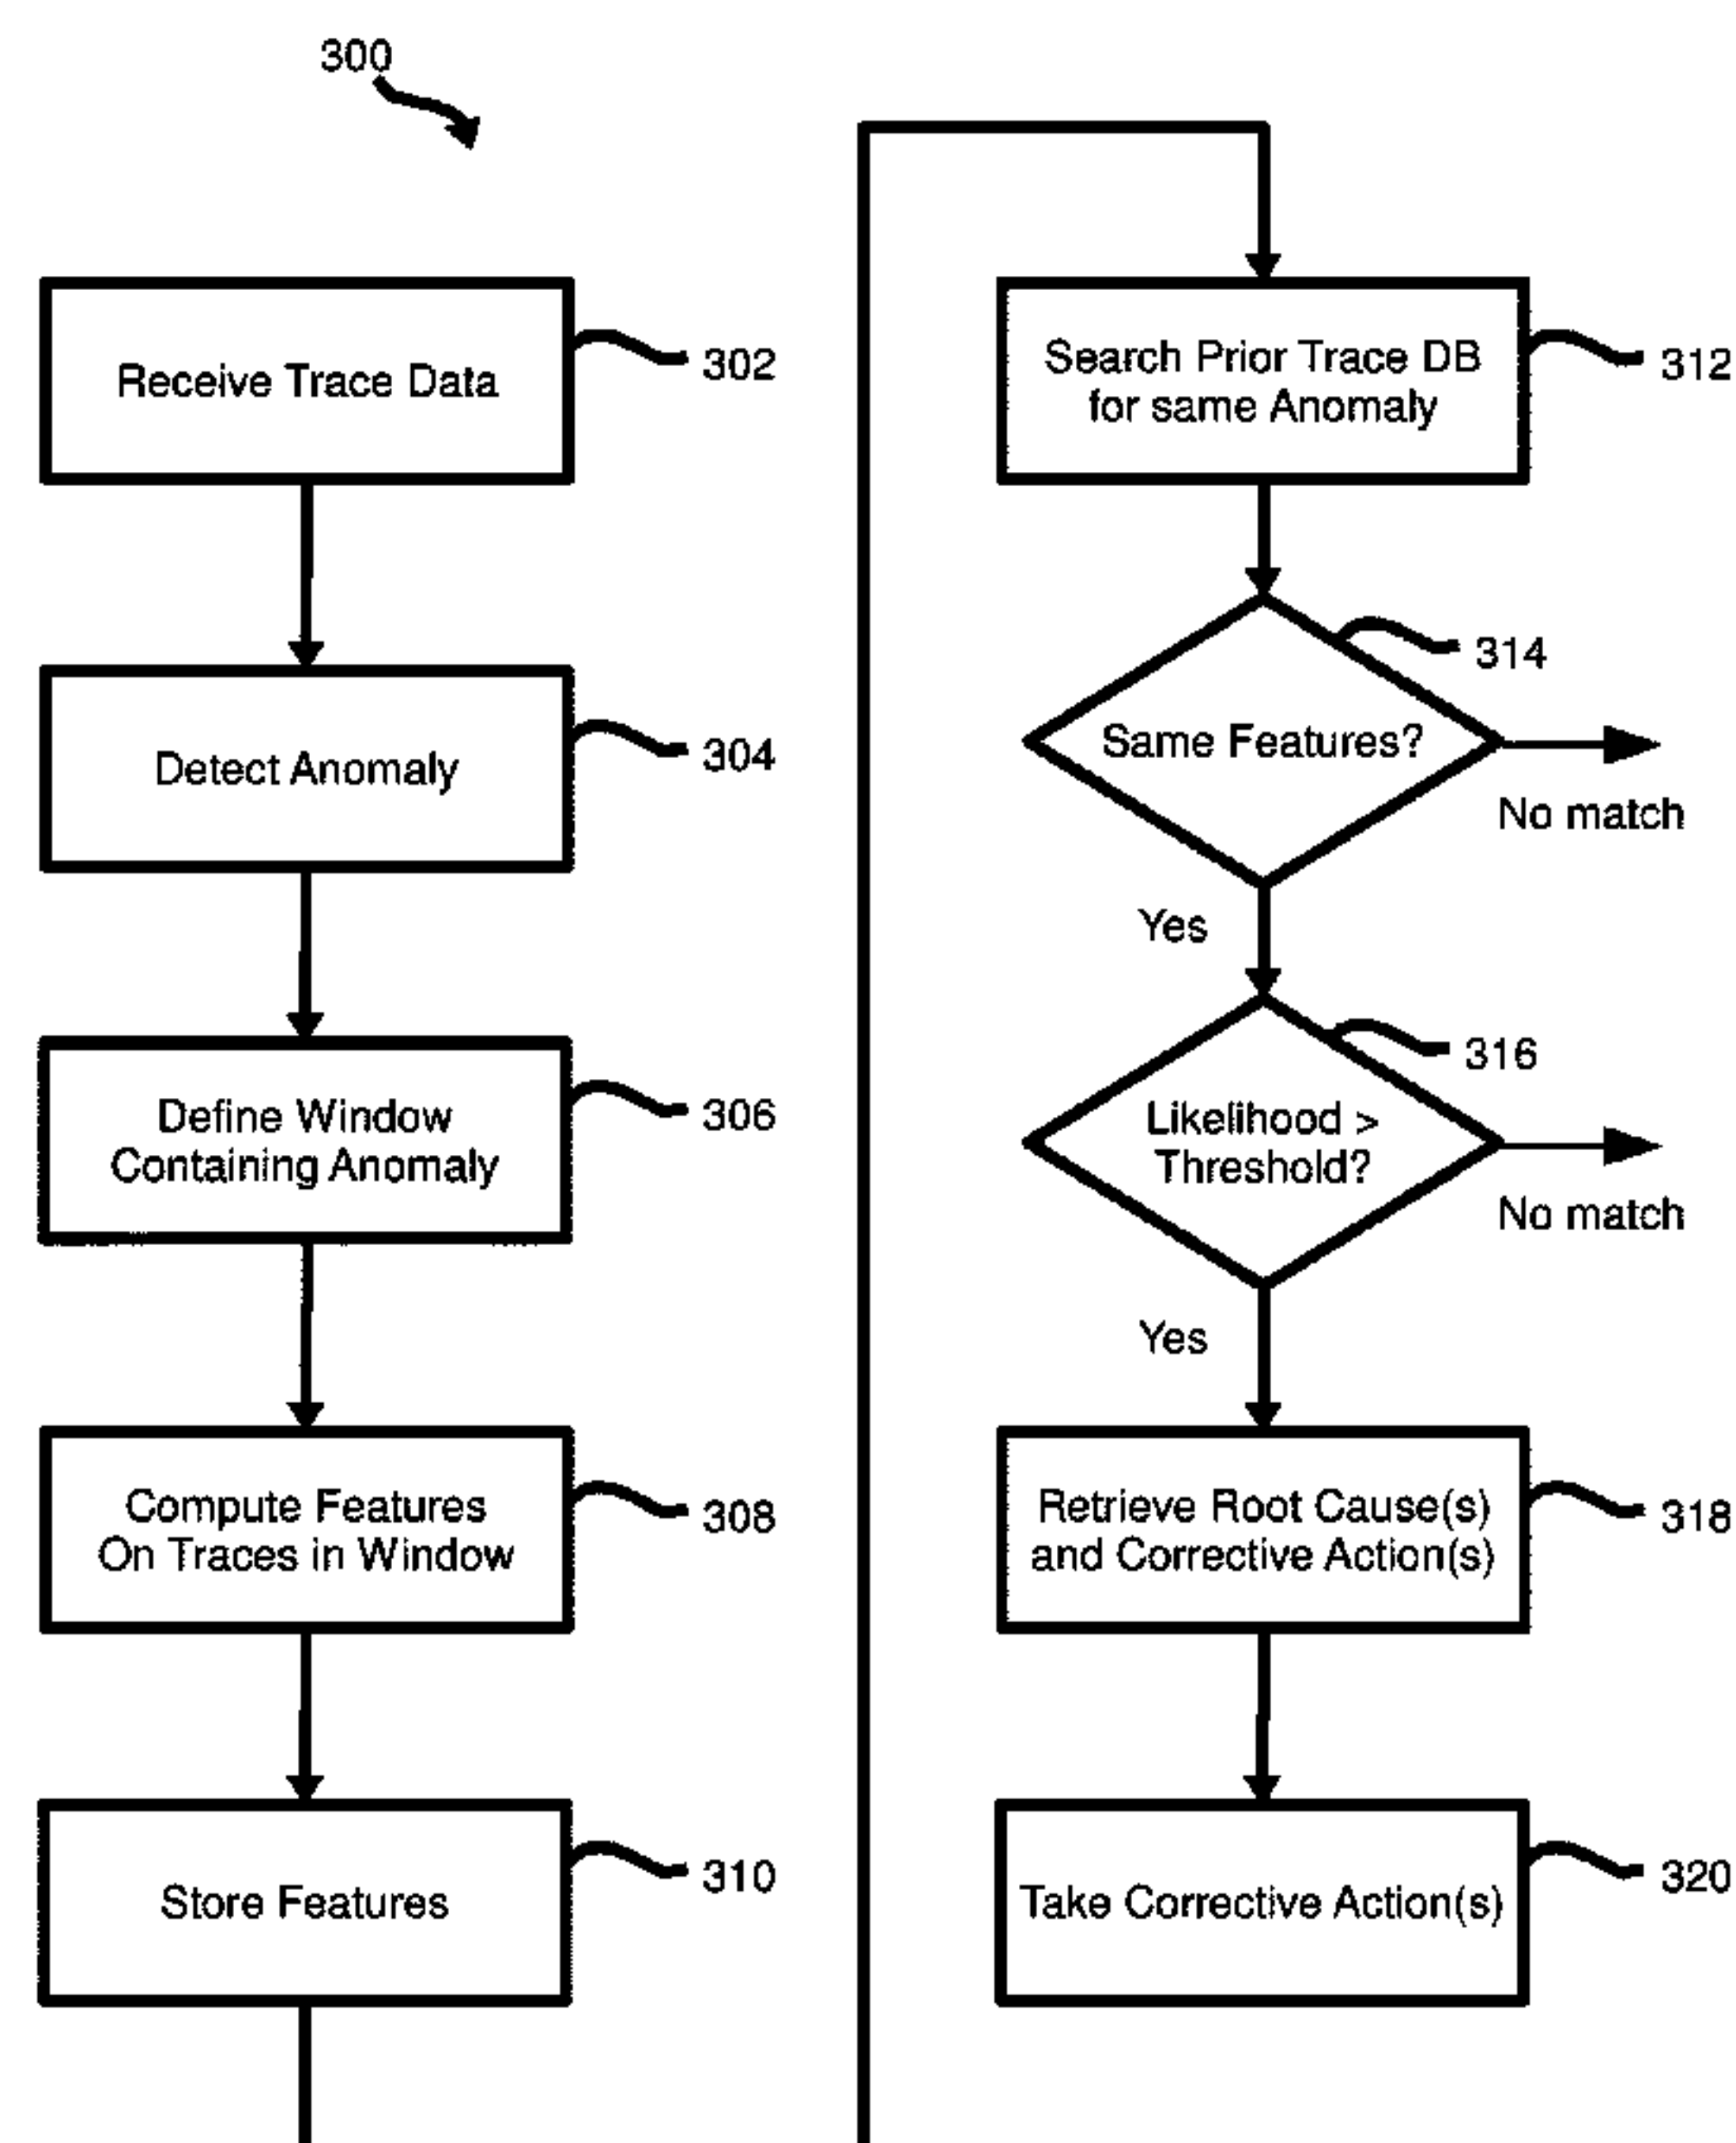 300
Receive Trace Data
302
Detect Anomaly
304
Define Window
Containing Anomaly
306
Compute Features
On Traces in Window
308
Store Features
310
Search Prior Trace DB
for same Anomaly
312
Same Features?
314
No match
Yes
Likelihood >
Threshold?
316
No match
Yes
Retrieve Root Cause(s)
and Corrective Action(s)
318
Take Corrective Action(s)
320